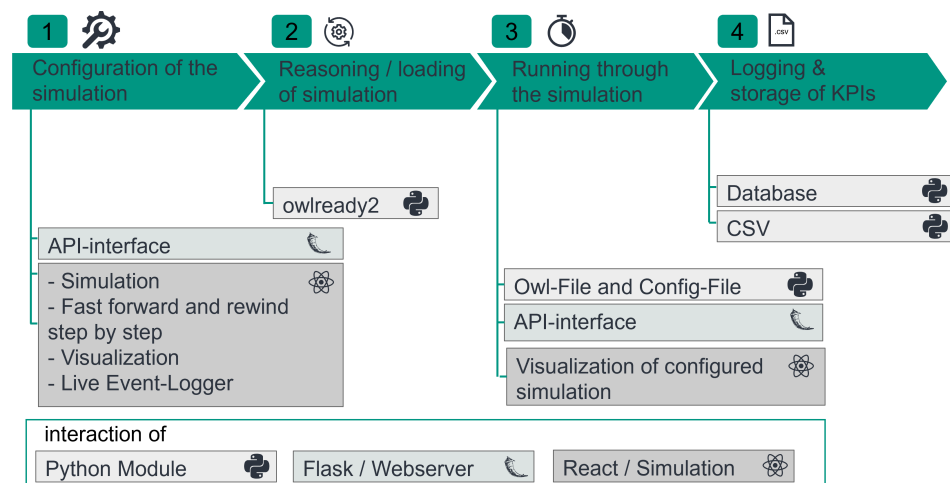 1
2
3
4
.CSV
Configuration of the
simulation
Reasoning / loading
of simulation
Running through
the simulation
Logging &
storage of KPIs
owlready2
Database
CSV
API-interface
- Simulation
- Fast forward and rewind
step by step
- Visualization
- Live Event-Logger
Owl-File and Config-File
API-interface
Visualization of configured
simulation
interaction of
Python Module
Flask / Webserver
React / Simulation